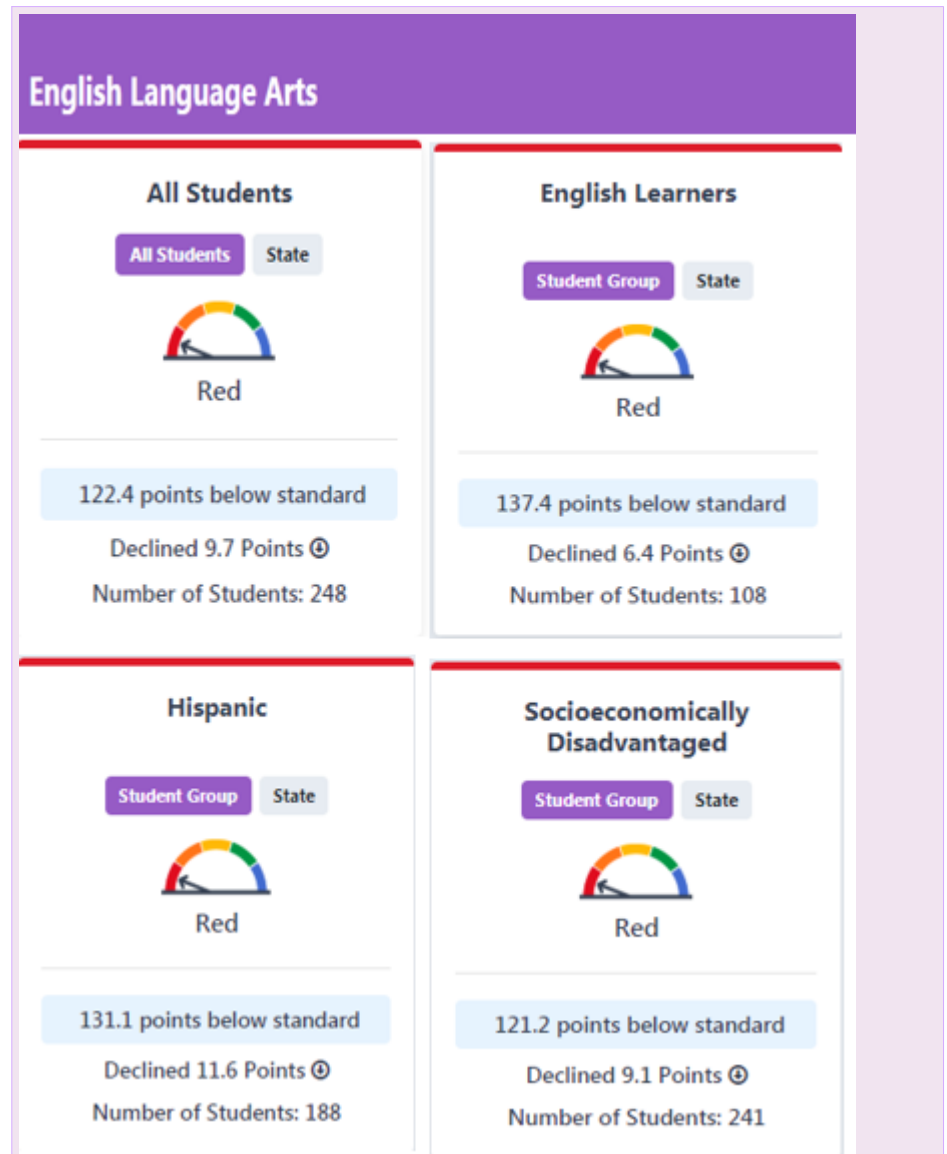 English Language Arts
All Students
All Students State
Red
122.4 points below standard
Declined 9.7 Points
Number of Students: 248
English Learners
Student Group State
Red
137.4 points below standard
Declined 6.4 Points
Number of Students: 108
Hispanic
Student Group State
Red
131.1 points below standard
Declined 11.6 Points
Number of Students: 188
Socioeconomically
Disadvantaged
Student Group State
Red
121.2 points below standard
Declined 9.1 Points
Number of Students: 241